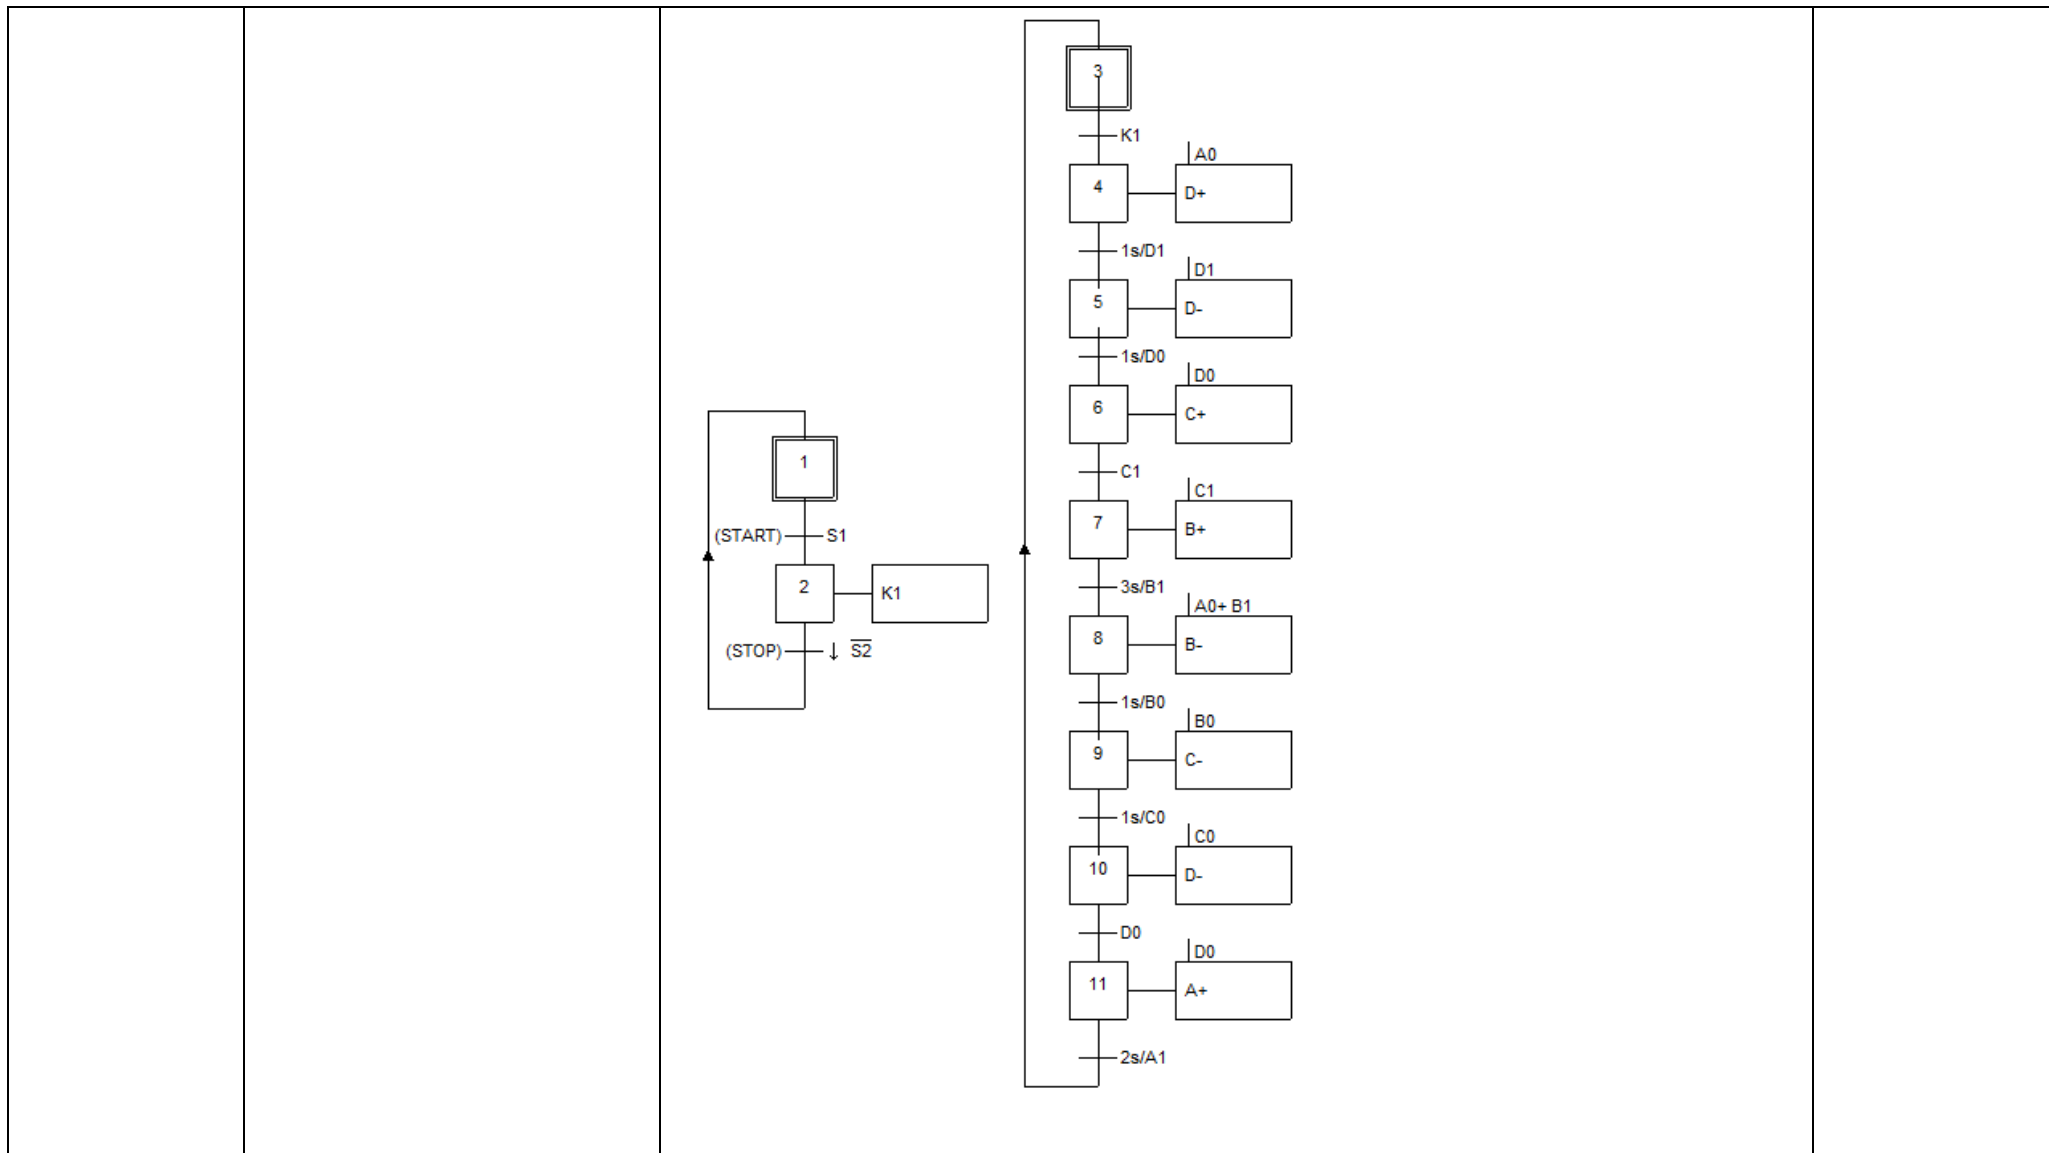 1
(START) S1
2 K1
(STOP) ↓ S̅2̅
3
K1
A0
4 D+
1s/D1
D1
5 D-
1s/D0
D0
6 C+
C1
C1
7 B+
3s/B1
A0+ B1
8 B-
1s/B0
B0
9 C-
1s/C0
C0
10 D-
D0
D0
11 A+
2s/A1